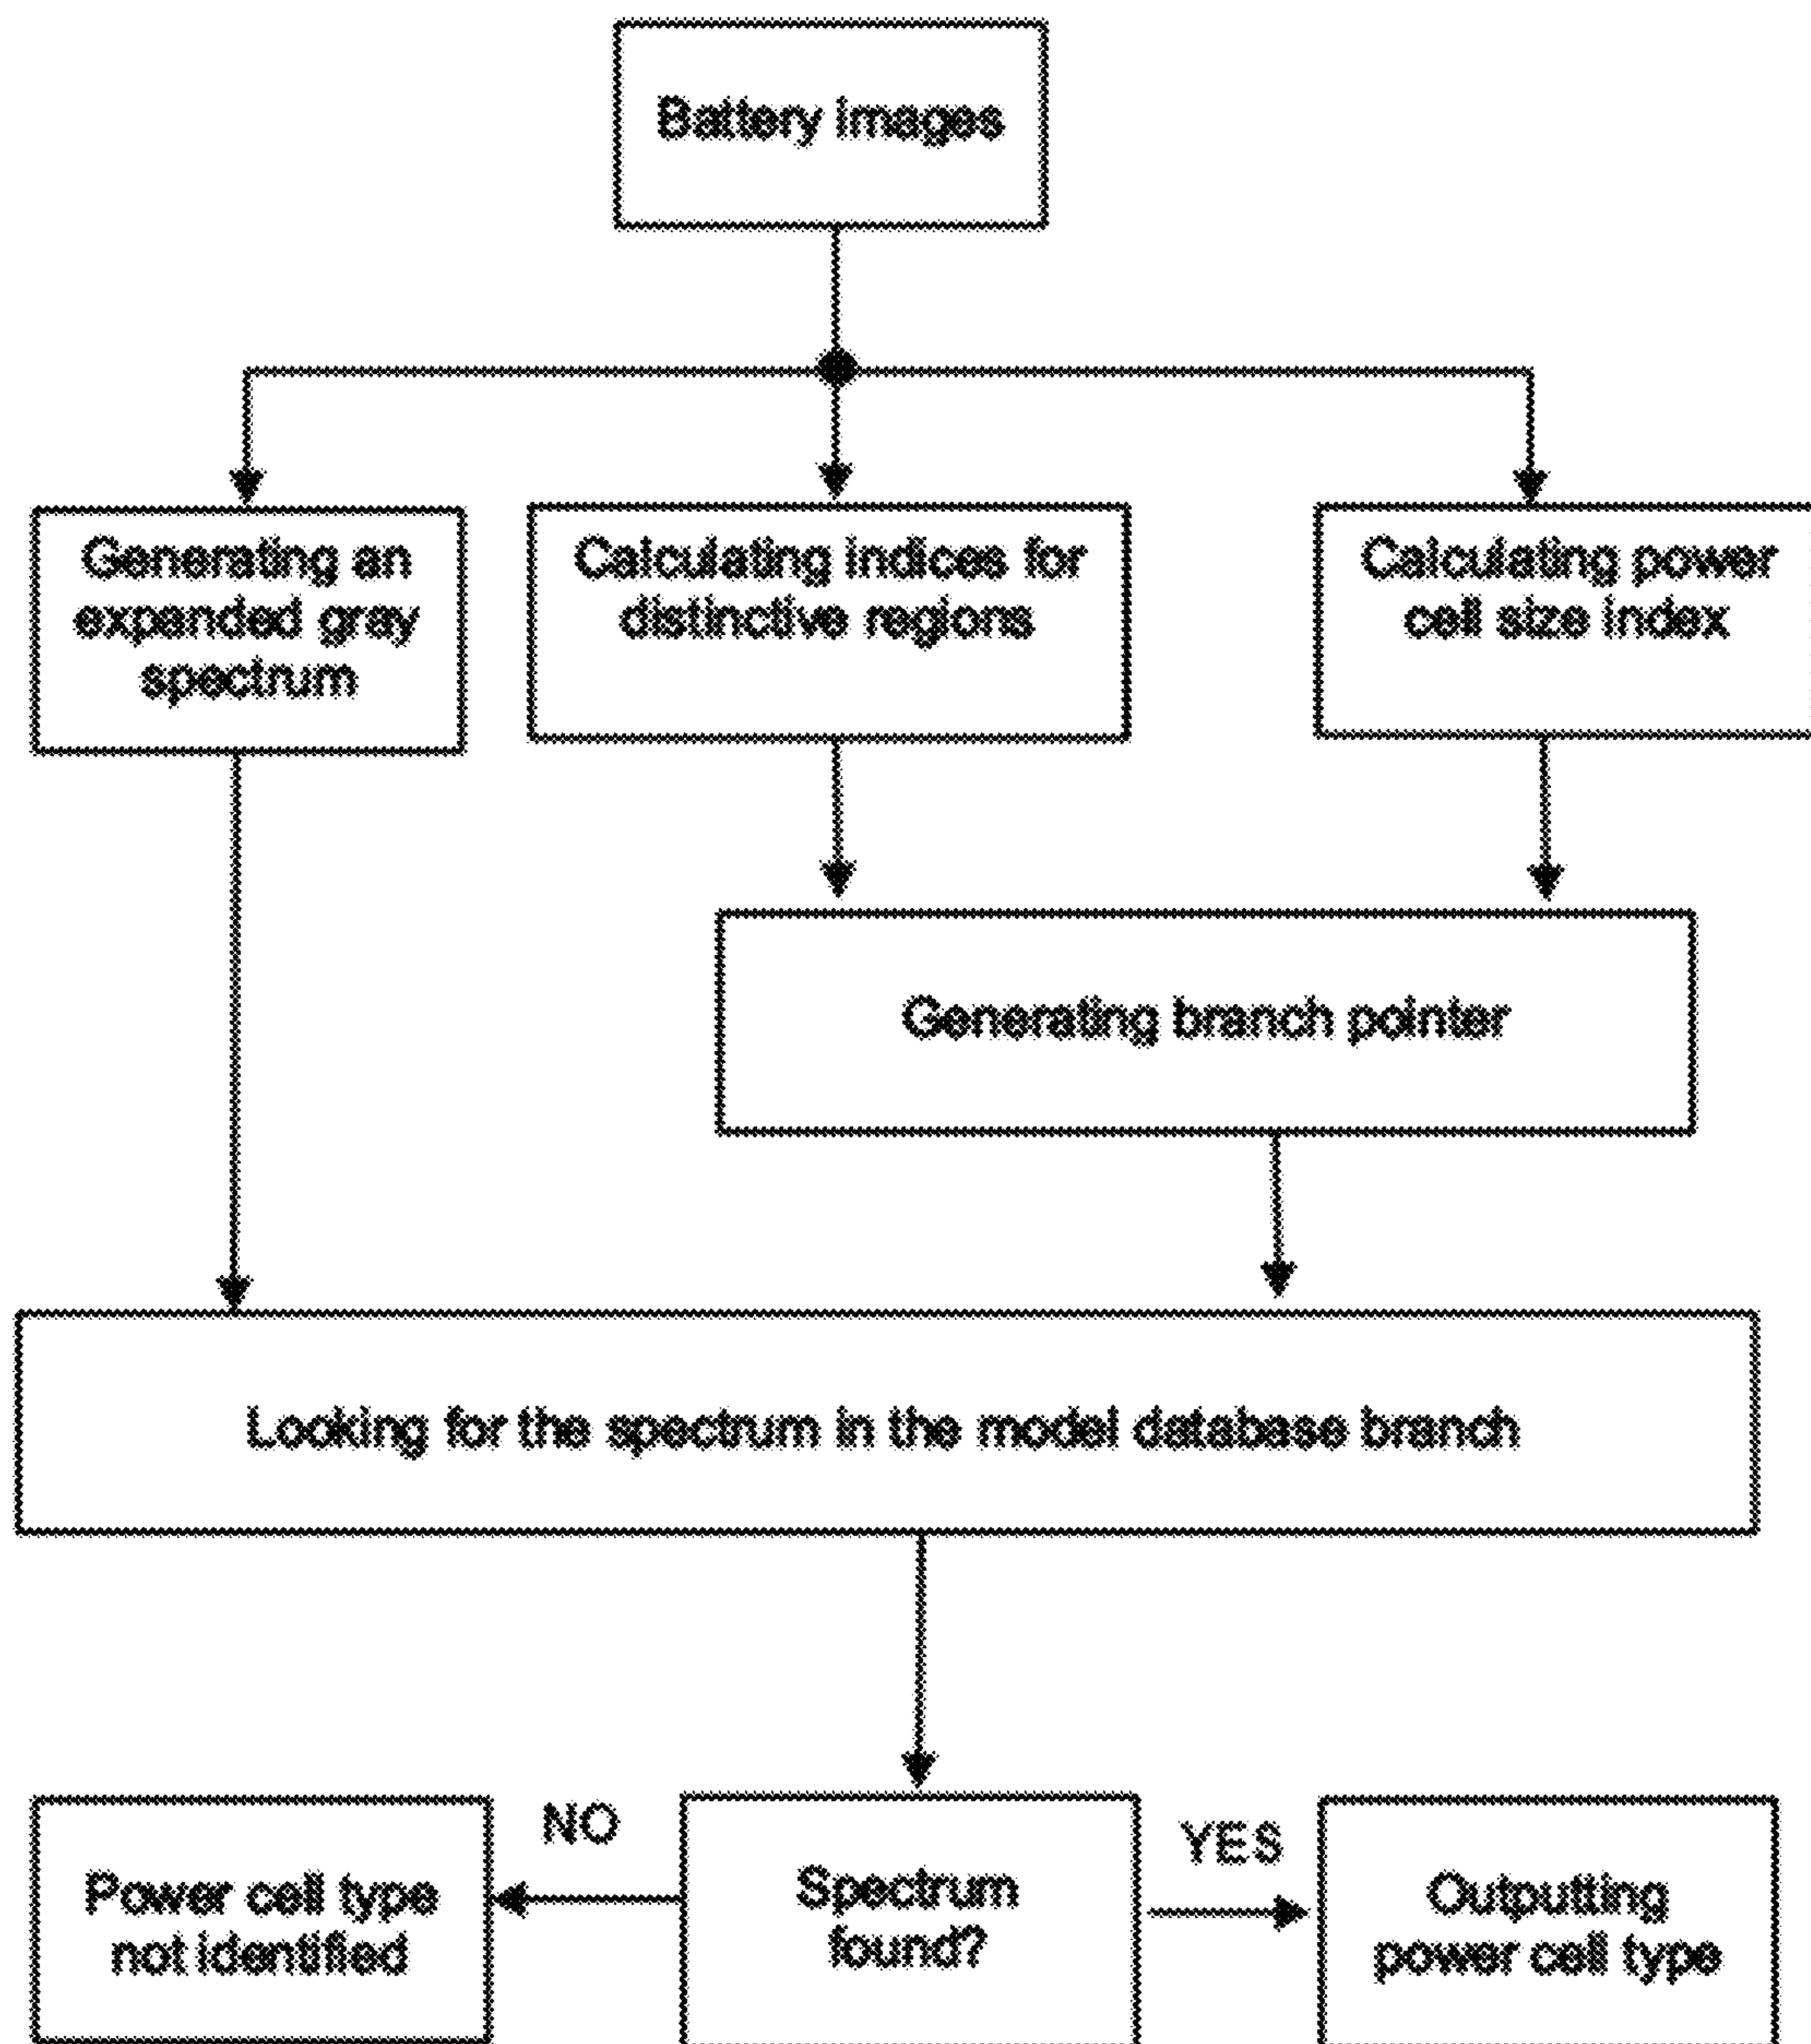 Battery images
Generating an
expanded gray
spectrum
Calculating indices for
distinctive regions
Calculating power
cell size index
Generating branch pointer
Looking for the spectrum in the model database branch
NO
YES
Power cell type
not identified
Spectrum
found?
Outputting
power cell type